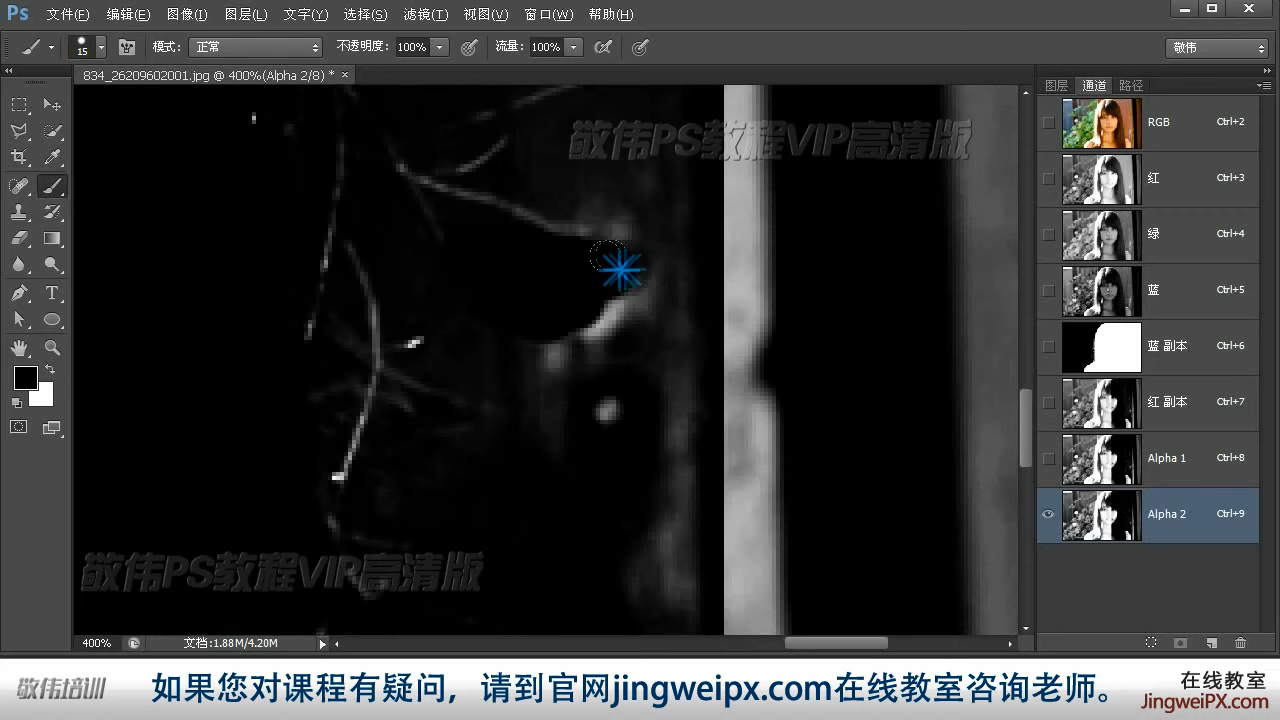 Ps 文件(F) 编辑(E) 图像(I) 图层(L) 文字(Y) 选择(S) 滤镜(T) 视图(V) 窗口(W) 帮助(H)
15 模式: 正常 不透明度: 100% 流量: 100% 敬伟
834_26209602001.jpg @ 400%(Alpha 2/8) * ×
图层 通道 路径
RGB Ctrl+2
敬伟PS教程VIP高清版
红 Ctrl+3
绿 Ctrl+4
蓝 Ctrl+5
蓝 副本 Ctrl+6
红 副本 Ctrl+7
Alpha 1 Ctrl+8
Alpha 2 Ctrl+9
敬伟PS教程VIP高清版
400% 文档:1.88M/4.20M
敬伟培训 如果您对课程有疑问，请到官网jingweipx.com在线教室咨询老师。 在线教室
JingweiPX.com